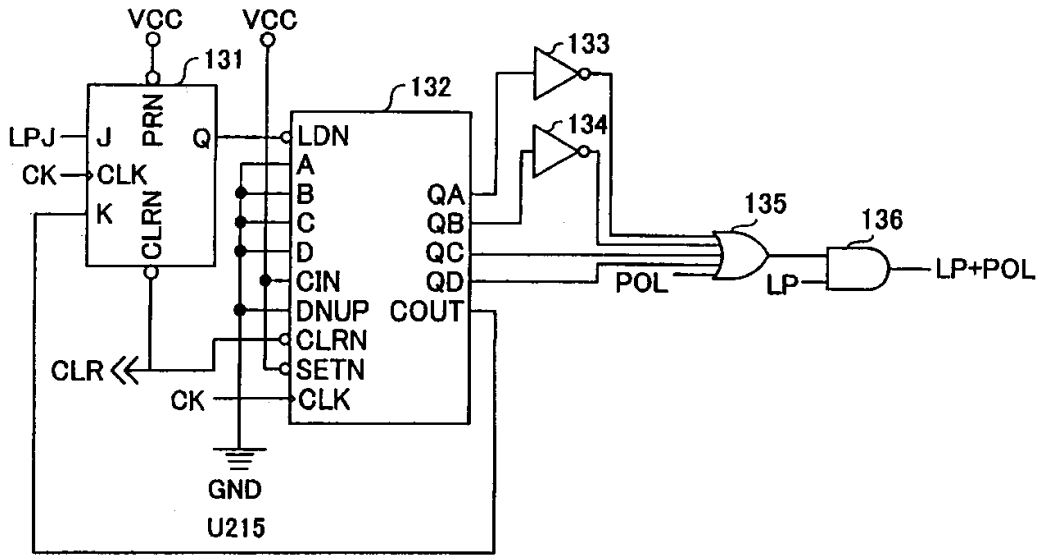 VCC
VCC
131
132
133
134
135
136
LPJ
J
PRN
Q
CK
CLK
K
CLRN
LDN
A
B
C
D
CIN
DNUP
CLRN
SETN
CLK
QA
QB
QC
QD
COUT
POL
LP
LP+POL
CLR
CK
GND
U215